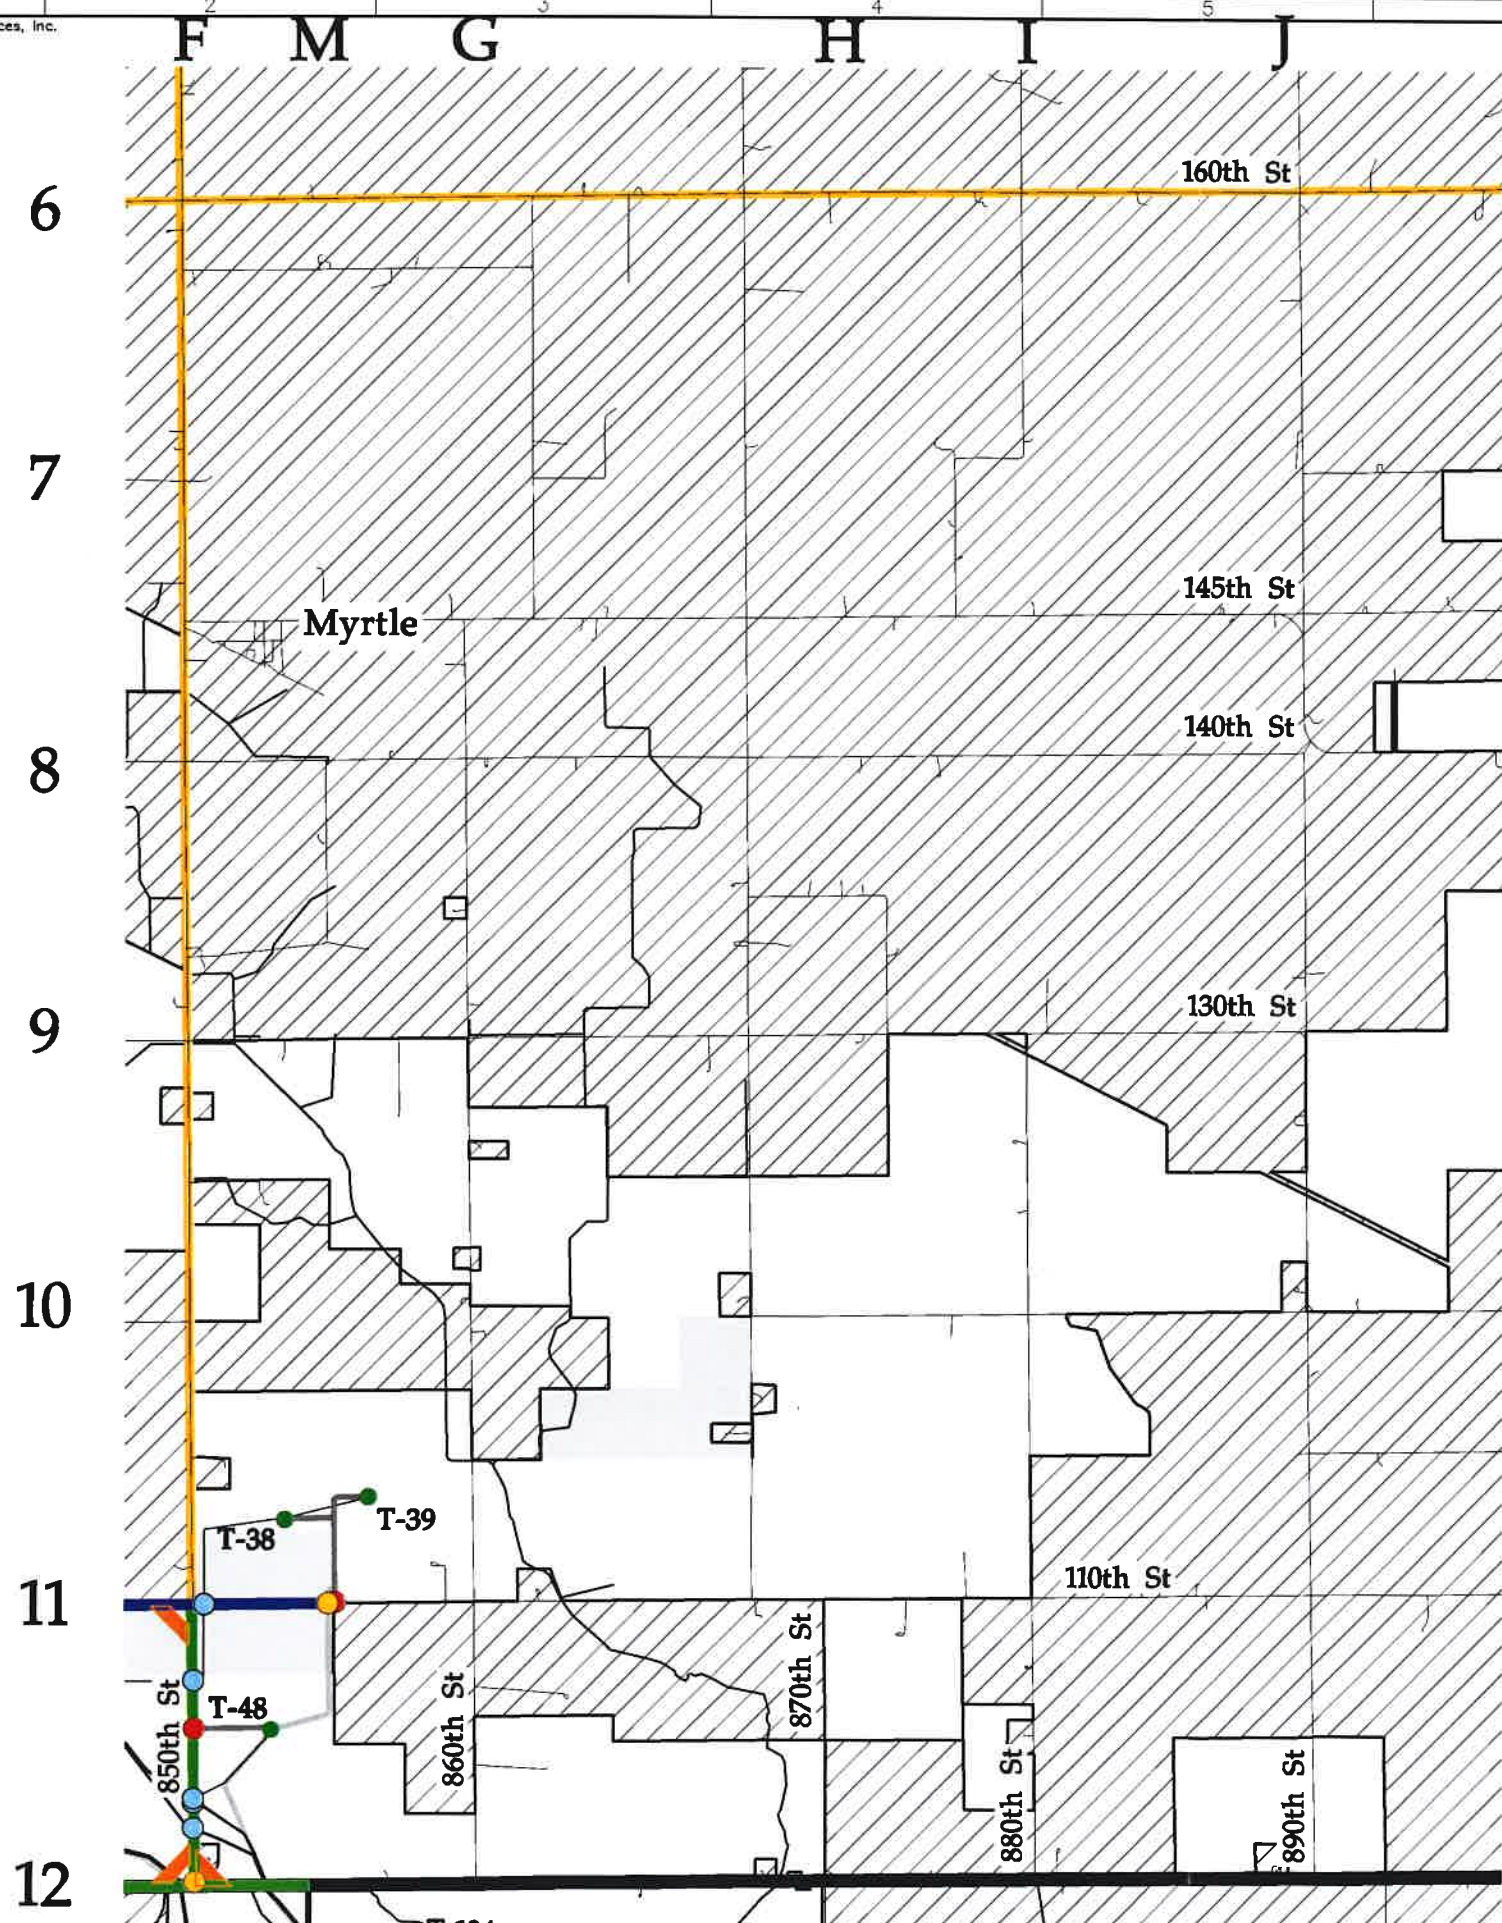 2 3 4 5
ces, Inc.
F M G H I J
160th St
6
7
145th St
Myrtle
140th St
8
130th St
9
10
T-39
T-38
110th St
11
870th St
860th St
850th St
T-48
880th St
890th St
12